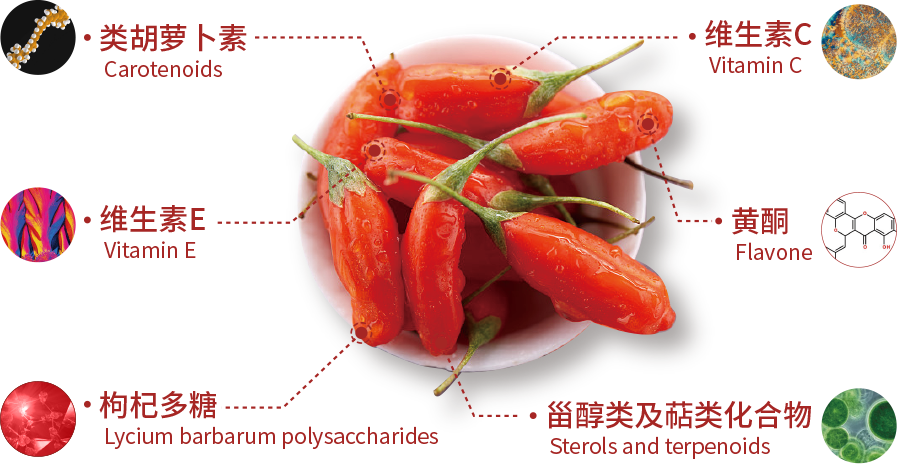 类胡萝卜素
Carotenoids
维生素C
Vitamin C
维生素E
Vitamin E
黄酮
Flavone
O
O
O
OH
枸杞多糖
Lycium barbarum polysaccharides
甾醇类及萜类化合物
Sterols and terpenoids